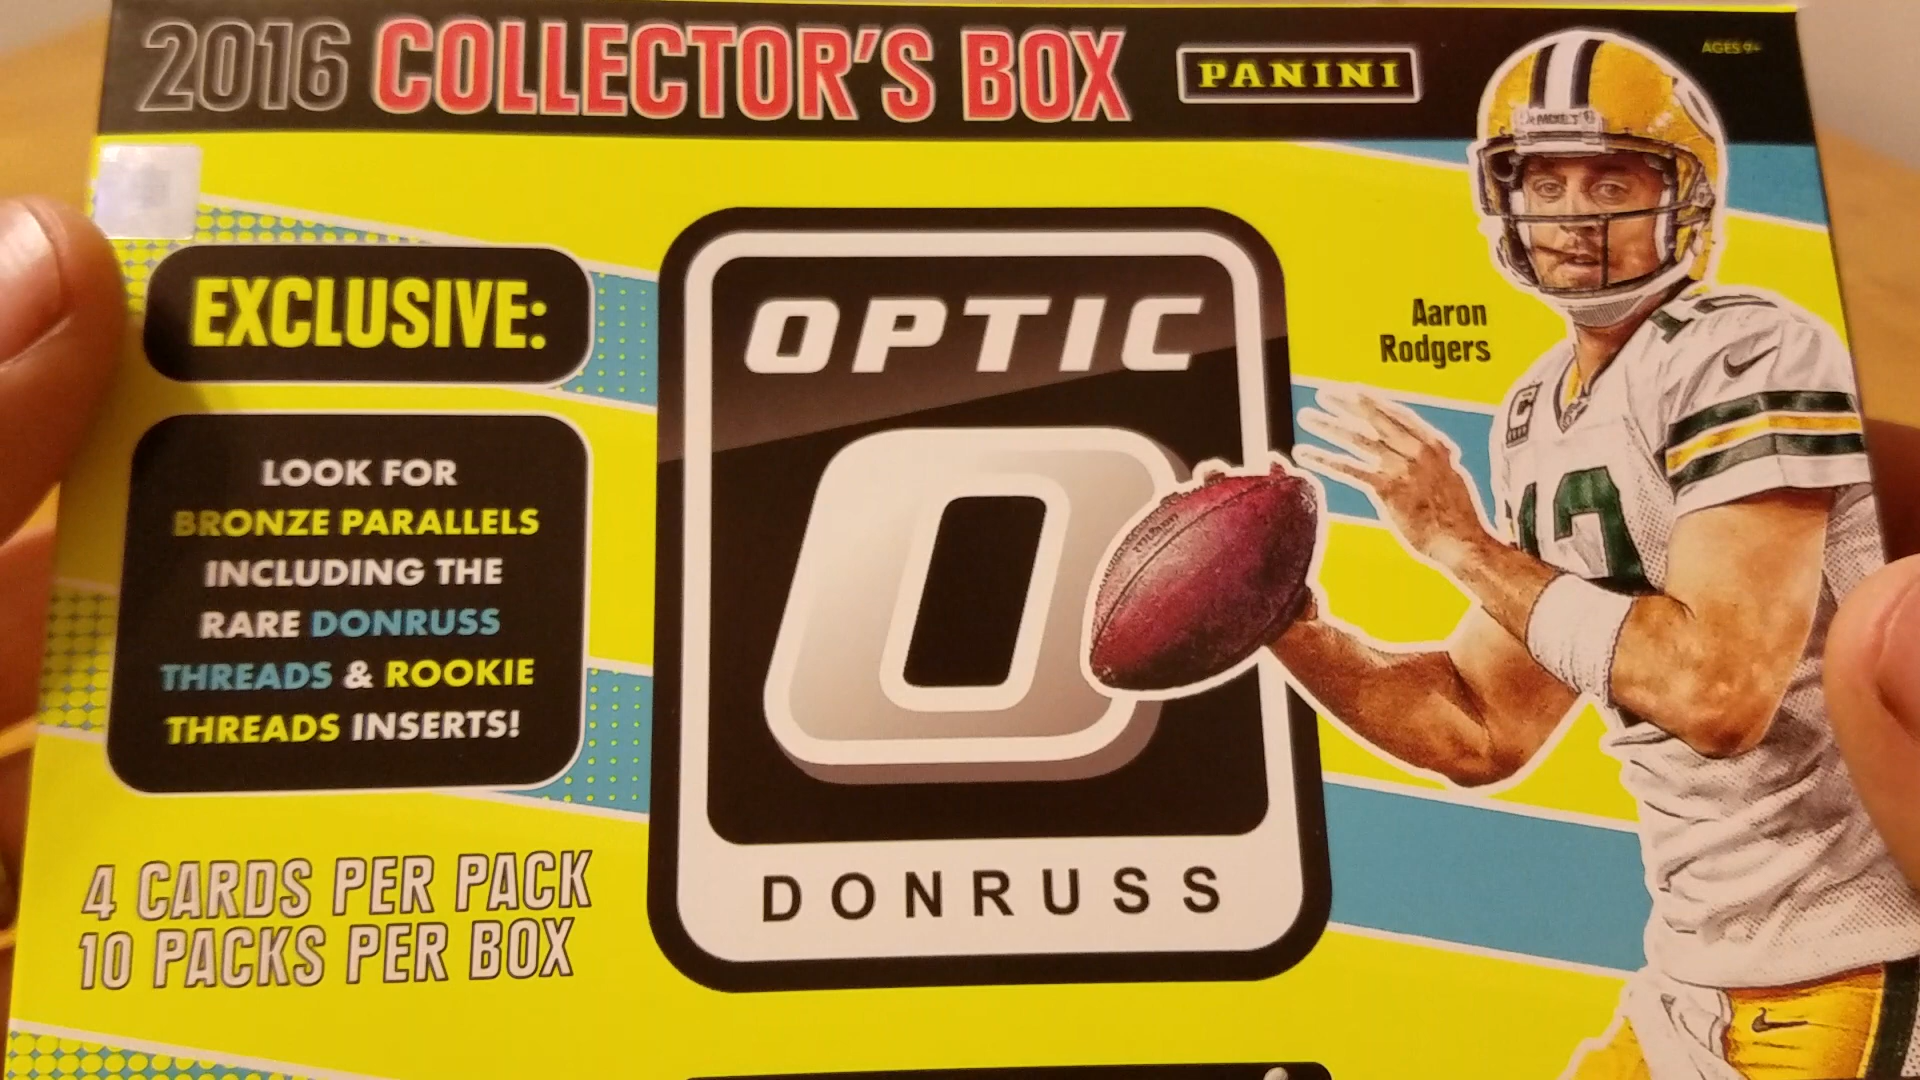 2016 COLLECTOR'S BOX
PANINI
AGES 9+
EXCLUSIVE:
LOOK FOR
BRONZE PARALLELS
INCLUDING THE
RARE DONRUSS
THREADS & ROOKIE
THREADS INSERTS!
4 CARDS PER PACK
10 PACKS PER BOX
OPTIC
O
DONRUSS
Aaron
Rodgers
12
C